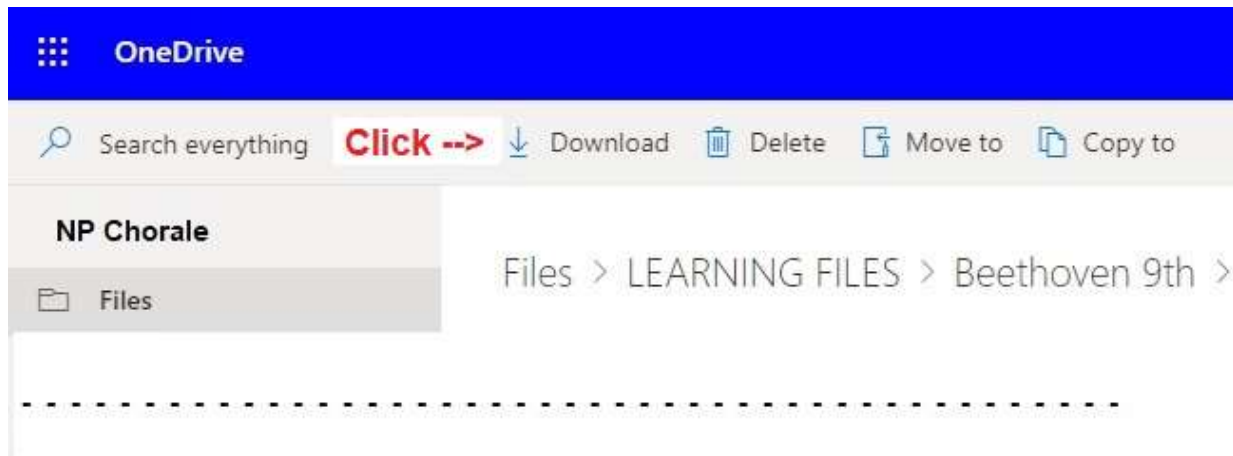 OneDrive
Search everything Click --> Download Delete Move to Copy to
NP Chorale
Files > LEARNING FILES > Beethoven 9th >
Files
- - - - - - - - - - - - - - - - - - - - - - - - - - - - - - - - - - - - - - - - - - - - -